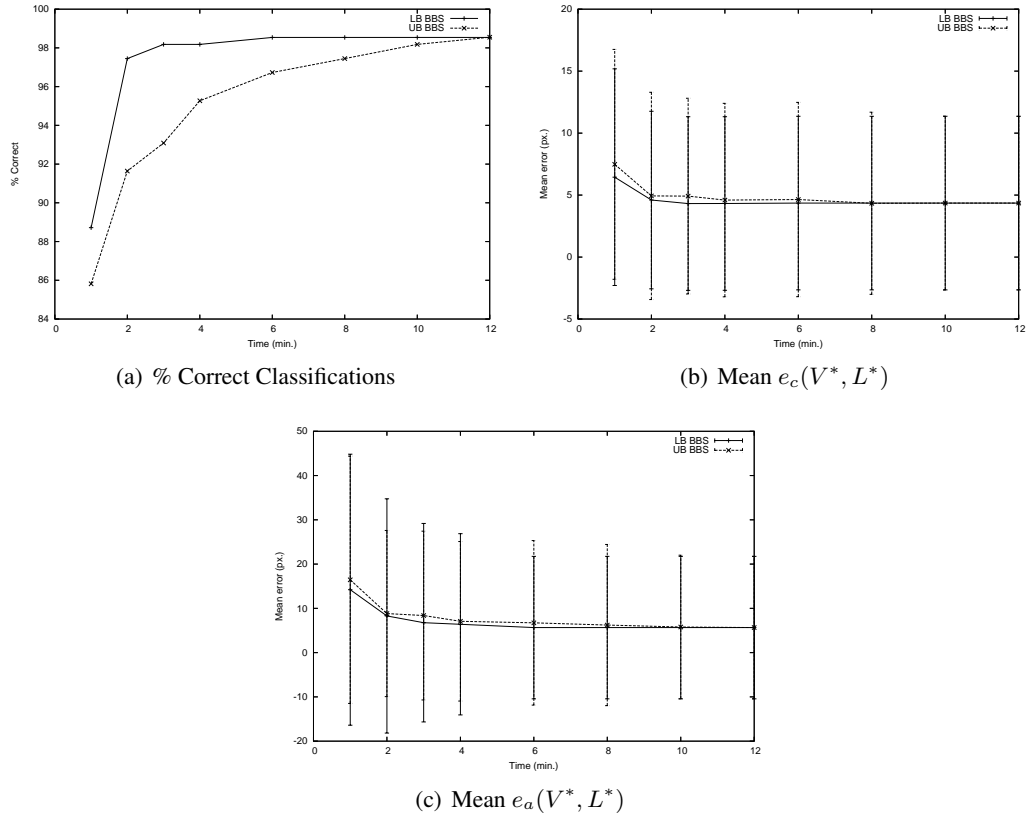 100
98
96
94
92
90
88
86
84
% Correct
0 2 4 6 8 10 12
Time (min.)
LB BBS
UB BBS
(a) % Correct Classifications
20
15
10
5
0
-5
Mean error (px.)
0 2 4 6 8 10 12
Time (min.)
LB BBS
UB BBS
(b) Mean e_c(V*, L*)
50
40
30
20
10
0
-10
-20
Mean error (px.)
0 2 4 6 8 10 12
Time (min.)
LB BBS
UB BBS
(c) Mean e_a(V*, L*)